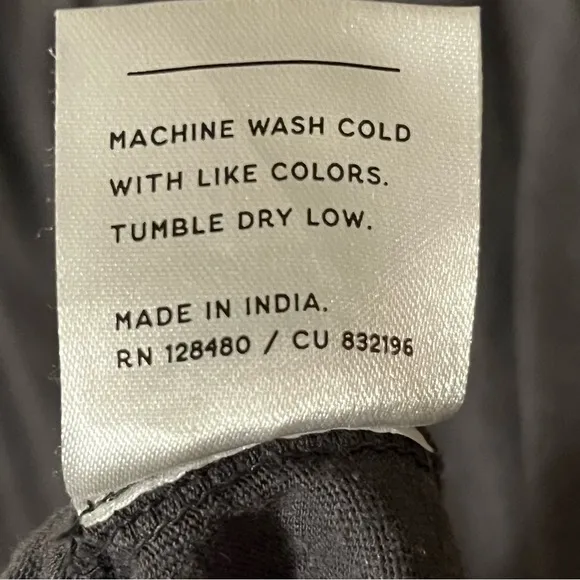 MACHINE WASH COLD
WITH LIKE COLORS.
TUMBLE DRY LOW.
MADE IN INDIA.
RN 128480 / CU 832196